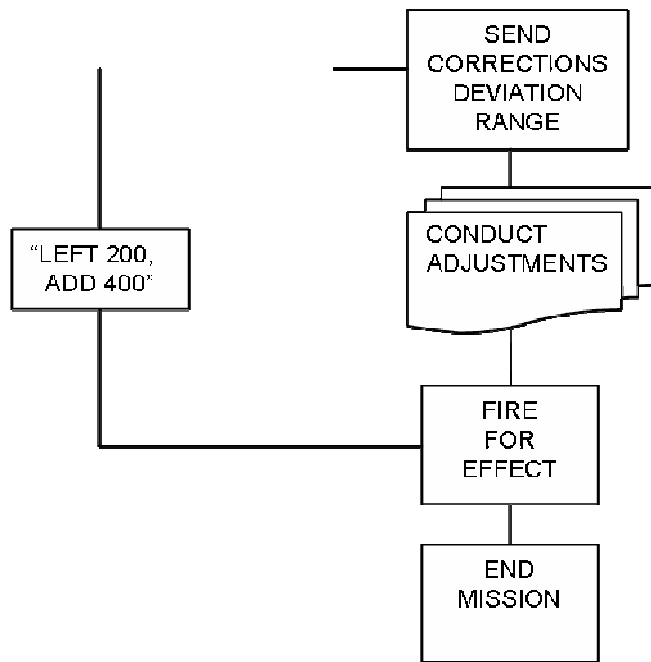 SEND
CORRECTIONS
DEVIATION
RANGE
“LEFT 200,
ADD 400”
CONDUCT
ADJUSTMENTS
FIRE
FOR
EFFECT
END
MISSION